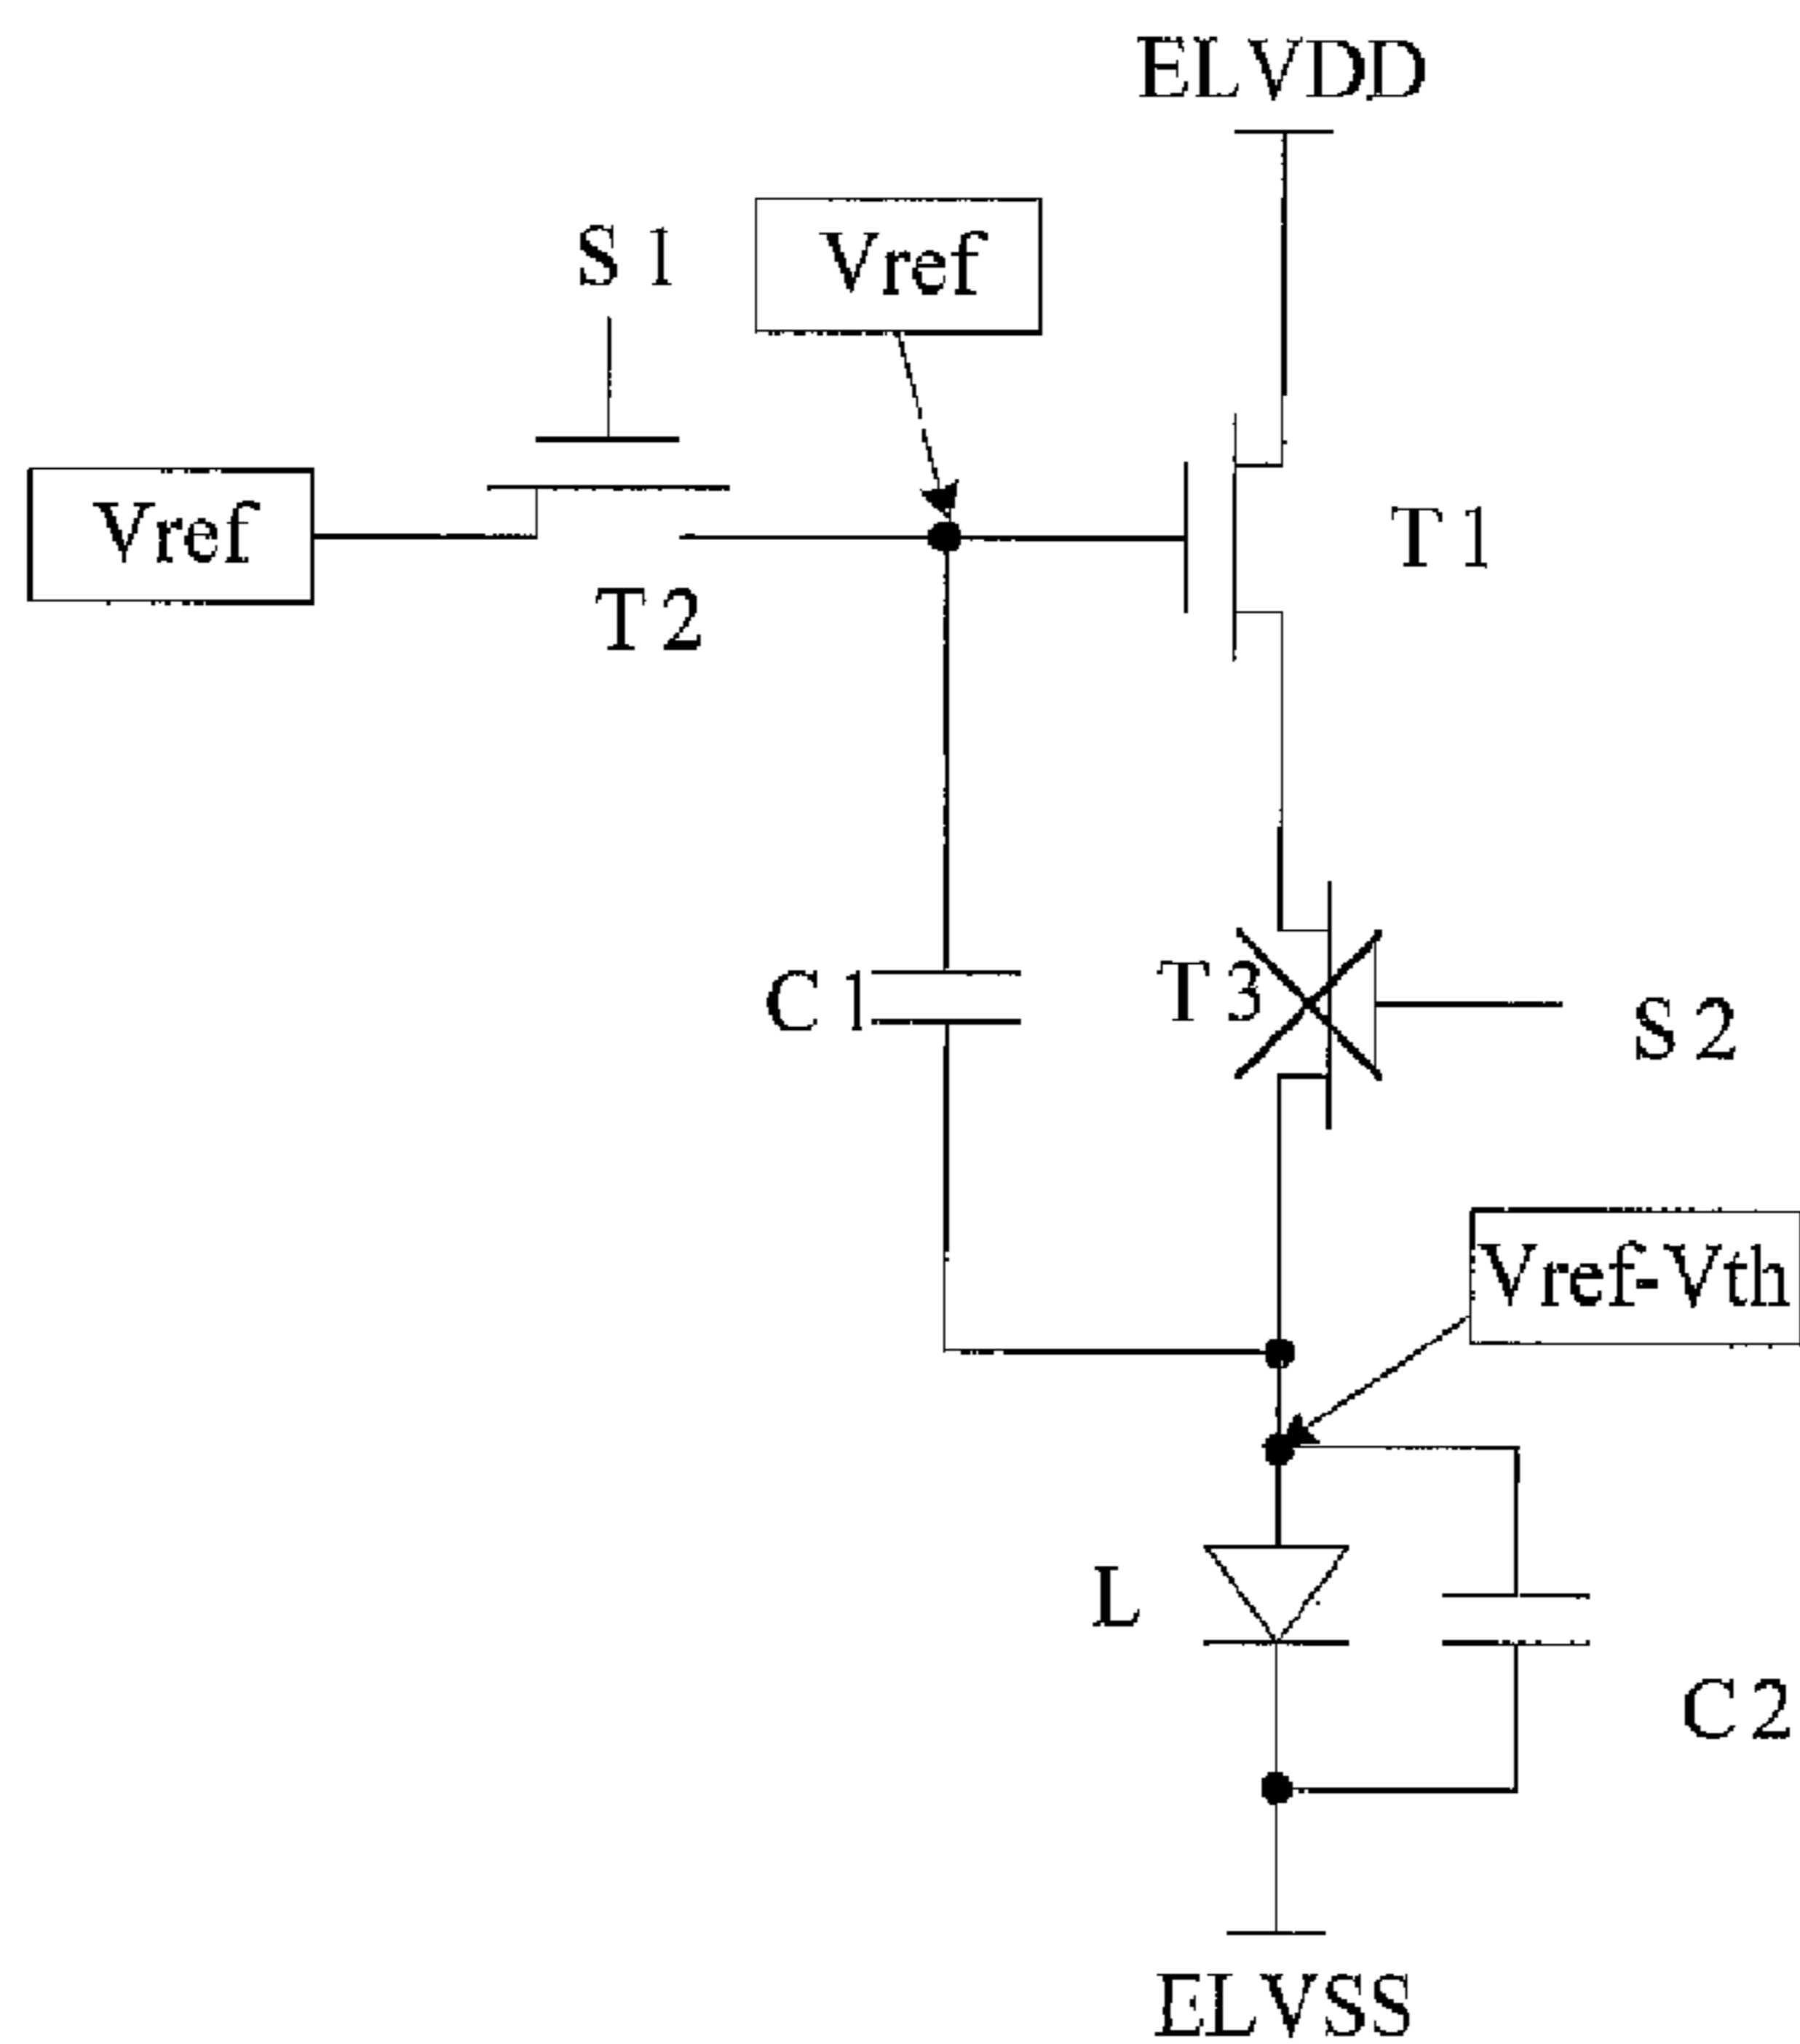 ELVDD
S1
Vref
Vref
T1
T2
C1
T3
S2
Vref-Vth
L
C2
ELVSS